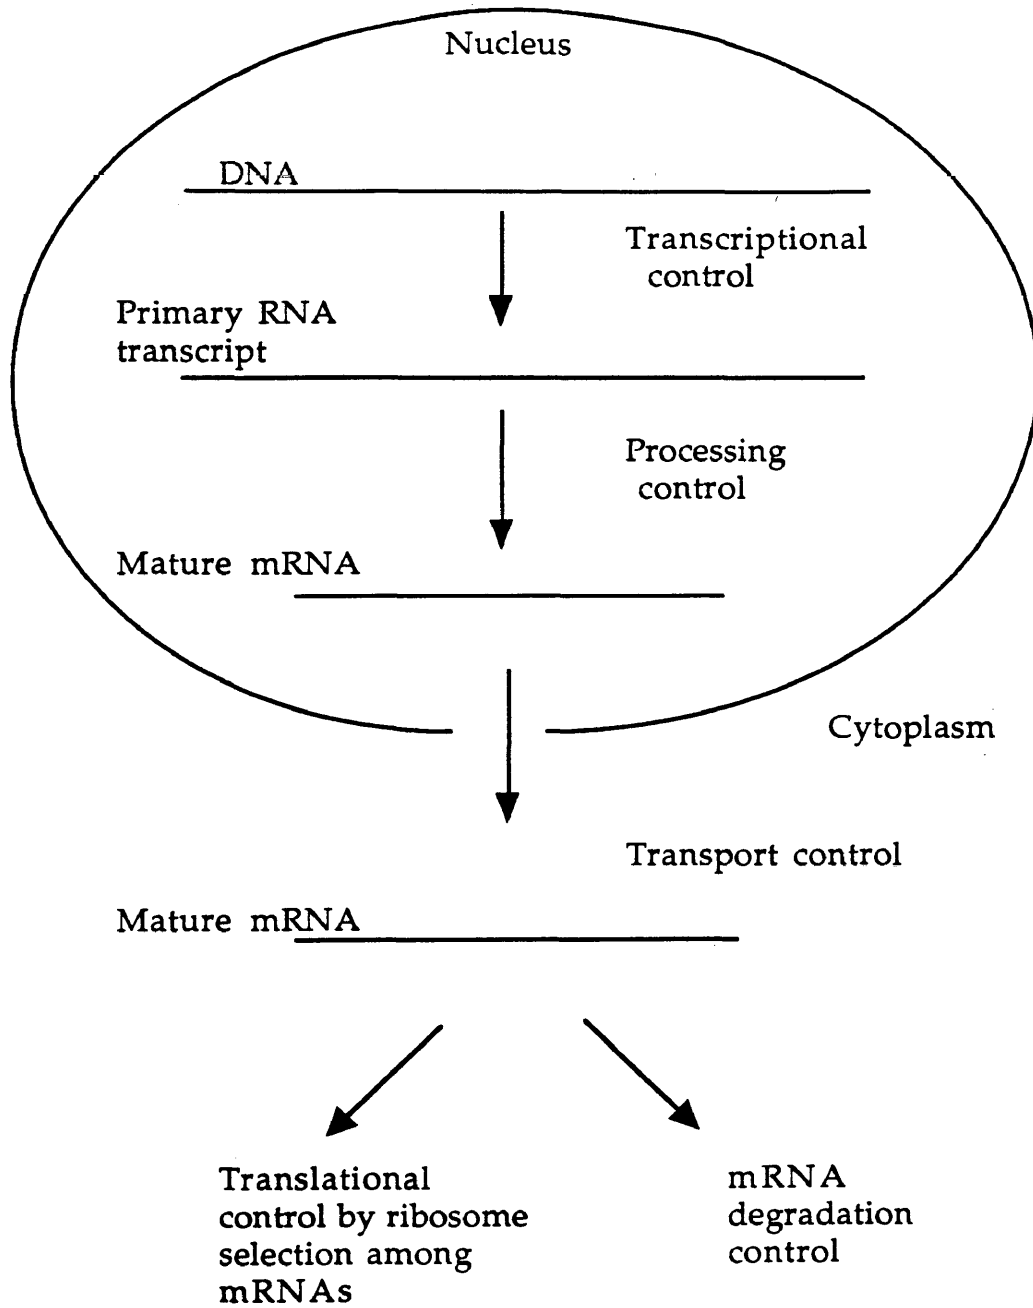 Nucleus
DNA
Transcriptional
control
Primary RNA
transcript
Processing
control
Mature mRNA
Cytoplasm
Transport control
Mature mRNA
Translational
control by ribosome
selection among
mRNAs
mRNA
degradation
control